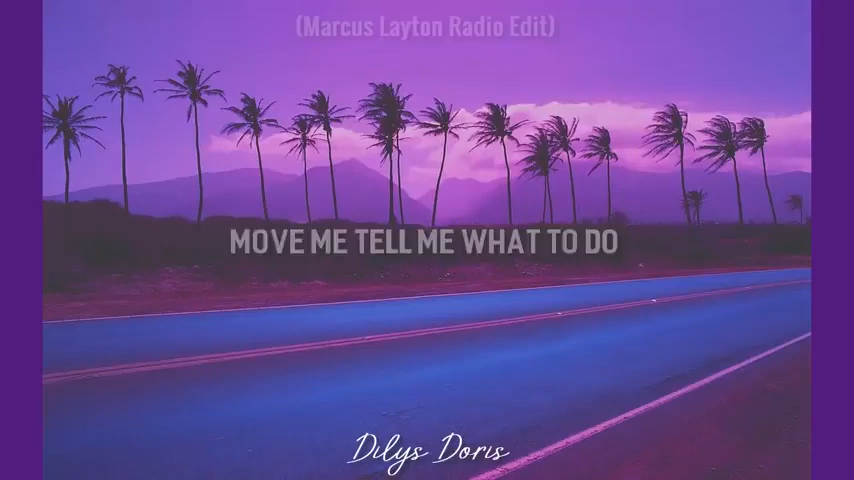 (Marcus Layton Radio Edit)
MOVE ME TELL ME WHAT TO DO
Dilys Doris